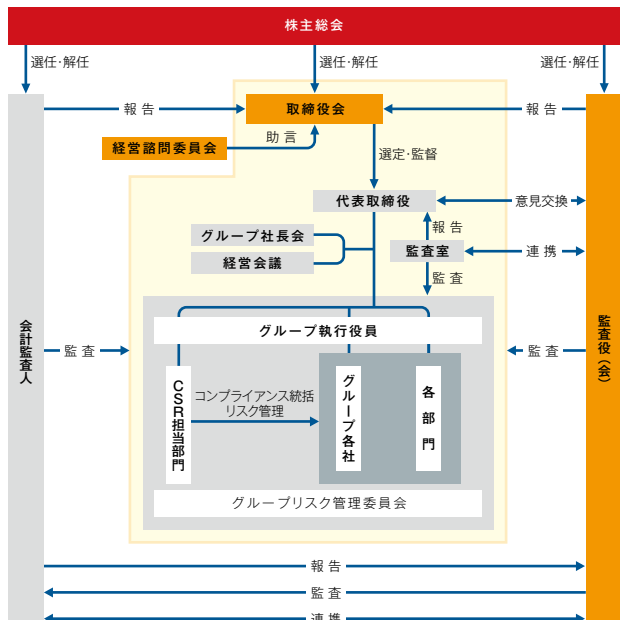 株主総会
選任･解任
選任･解任
選任･解任
報告
取締役会
報告
経営諮問委員会
助言
選定･監督
代表取締役
意見交換
グループ社長会
報告
経営会議
監査室
連携
監査
会計監査人
監査
グループ執行役員
監査
監査役（会）
CSR担当部門
コンプライアンス統括
リスク管理
グループ各社
各部門
グループリスク管理委員会
報告
監査
連携